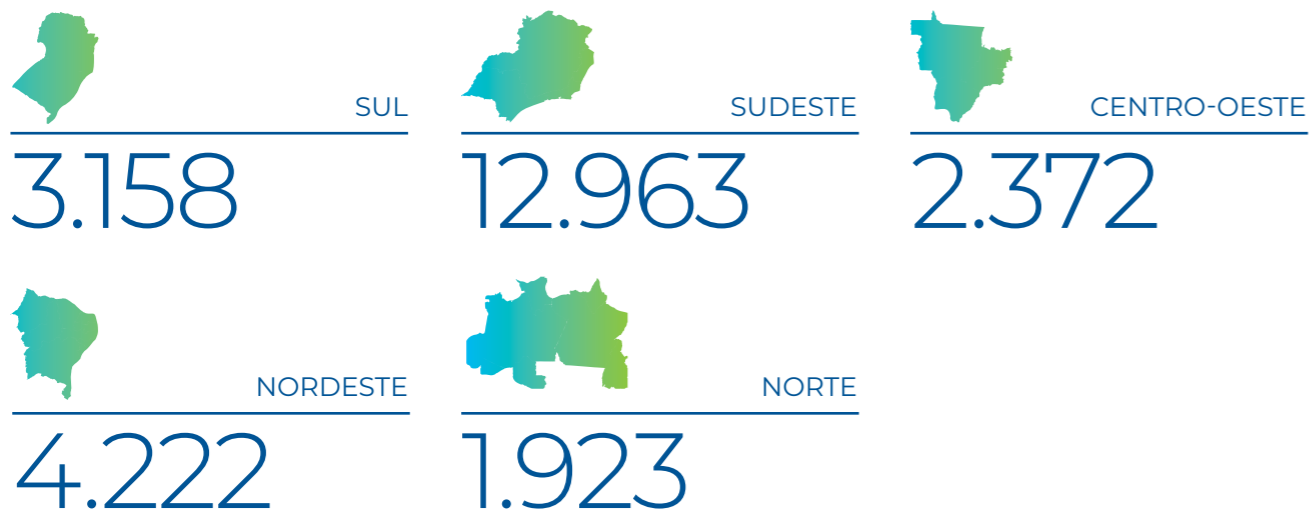 SUL
3.158
SUDESTE
12.963
CENTRO-OESTE
2.372
NORDESTE
4.222
NORTE
1.923